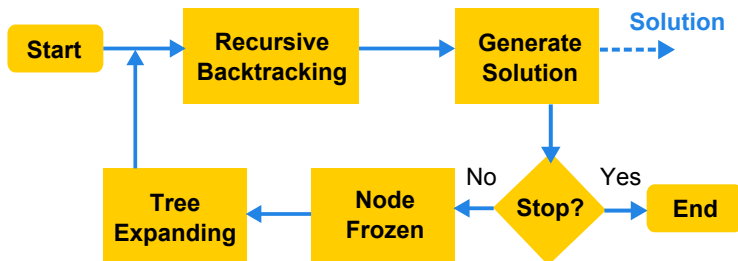 Start
Recursive
Backtracking
Generate
Solution
Solution
No
Yes
Tree
Expanding
Node
Frozen
Stop?
End